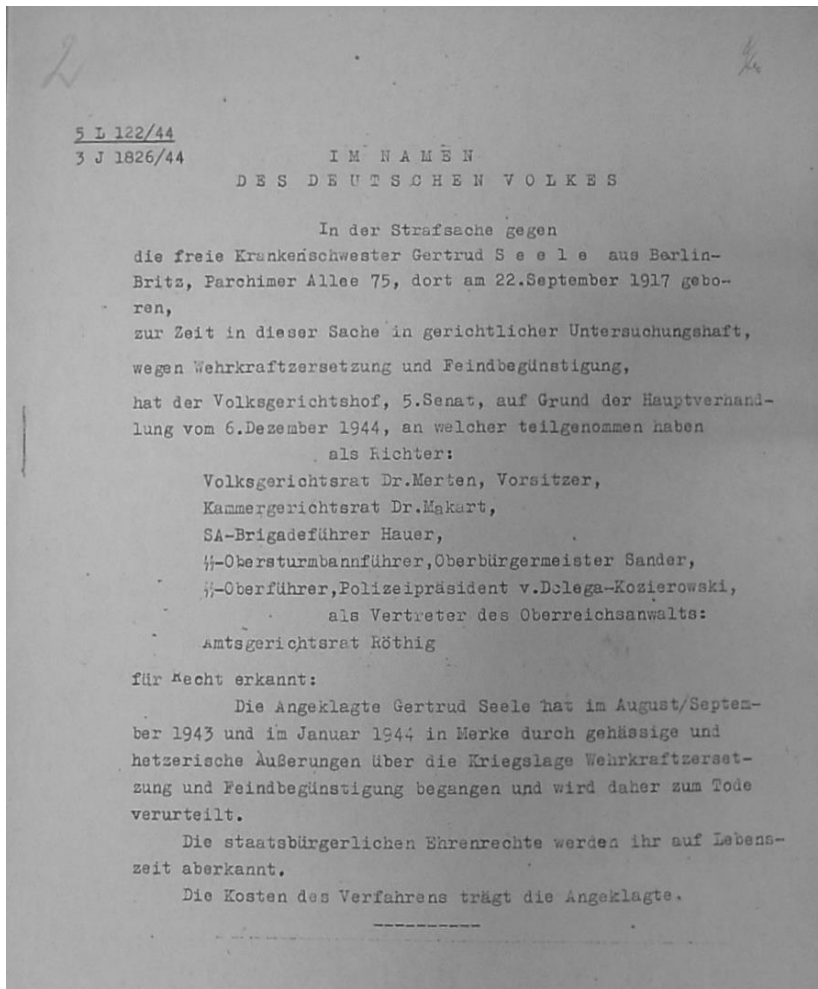 2
5 L 122/44
3 J 1826/44
I M N A M E N
D E S D E U T S C H E N V O L K E S
In der Strafsache gegen
die freie Krankenschwester Gertrud S e e l e aus Berlin-
Britz, Parchimer Allee 75, dort am 22.September 1917 gebo-
ren,
zur Zeit in dieser Sache in gerichtlicher Untersuchungshaft,
wegen Wehrkraftzersetzung und Feindbegünstigung,
hat der Volksgerichtshof, 5.Senat, auf Grund der Hauptverhand-
lung vom 6.Dezember 1944, an welcher teilgenommen haben
als Richter:
Volksgerichtsrat Dr.Merten, Vorsitzer,
Kammergerichtsrat Dr.Makart,
SA-Brigadeführer Hauer,
ᛋᛋ-Obersturmbannführer,Oberbürgermeister Sander,
ᛋᛋ-Oberführer,Polizeipräsident v.Dolega-Kozierowski,
als Vertreter des Oberreichsanwalts:
Amtsgerichtsrat Röthig
für Recht erkannt:
Die Angeklagte Gertrud Seele hat im August/Septem-
ber 1943 und im Januar 1944 in Merke durch gehässige und
hetzerische Äußerungen über die Kriegslage Wehrkraftzerset-
zung und Feindbegünstigung begangen und wird daher zum Tode
verurteilt.
Die staatsbürgerlichen Ehrenrechte werden ihr auf Lebens-
zeit aberkannt.
Die Kosten des Verfahrens trägt die Angeklagte.